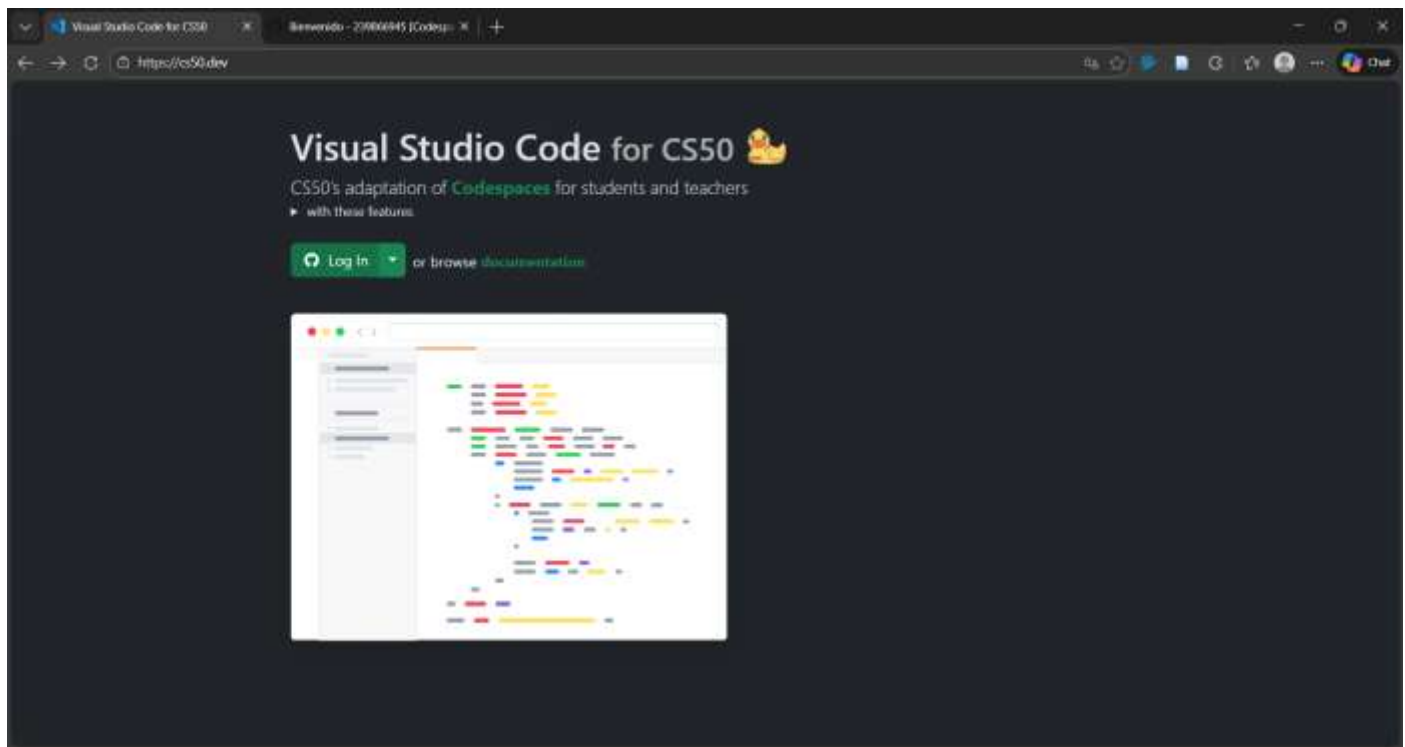 Visual Studio Code for CS50
Bienvenido - 239866945 [Codesp
https://cs50.dev
Chat
Visual Studio Code for CS50
CS50's adaptation of Codespaces for students and teachers
with these features
Log In
or browse documentation